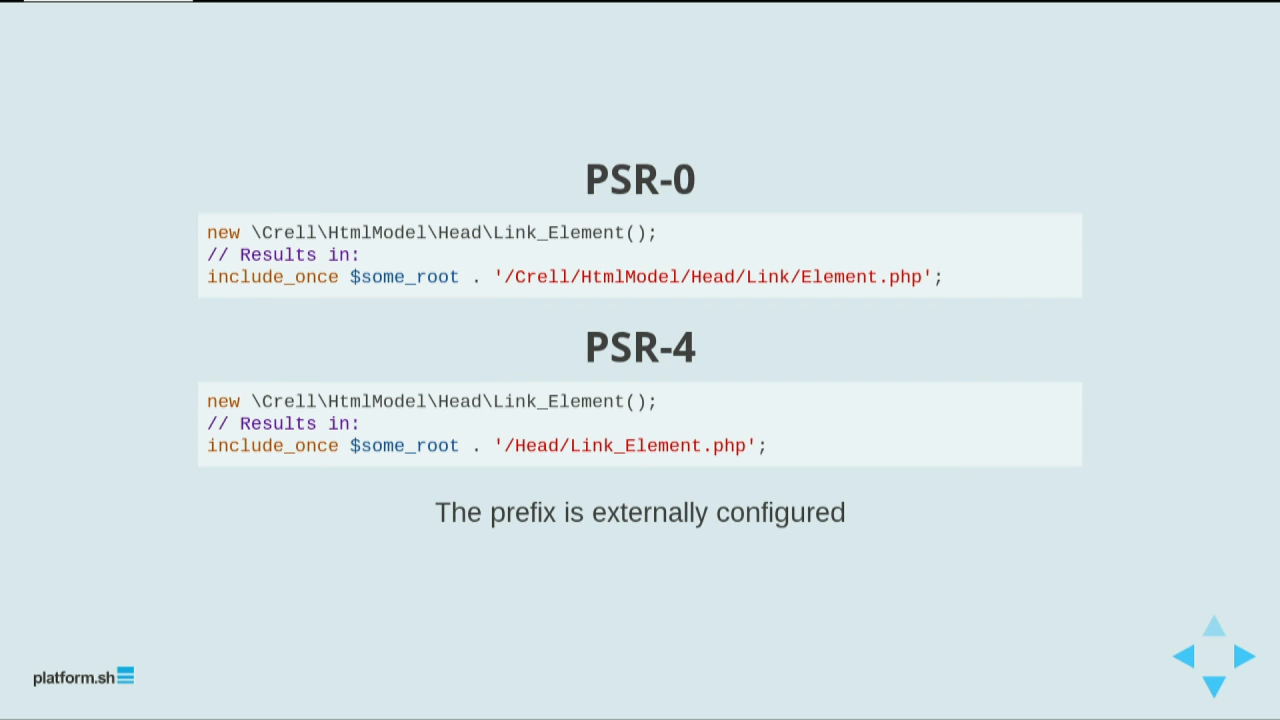 PSR-0
new \Crell\HtmlModel\Head\Link_Element();
// Results in:
include_once $some_root . '/Crell/HtmlModel/Head/Link/Element.php';
PSR-4
new \Crell\HtmlModel\Head\Link_Element();
// Results in:
include_once $some_root . '/Head/Link_Element.php';
The prefix is externally configured
platform.sh